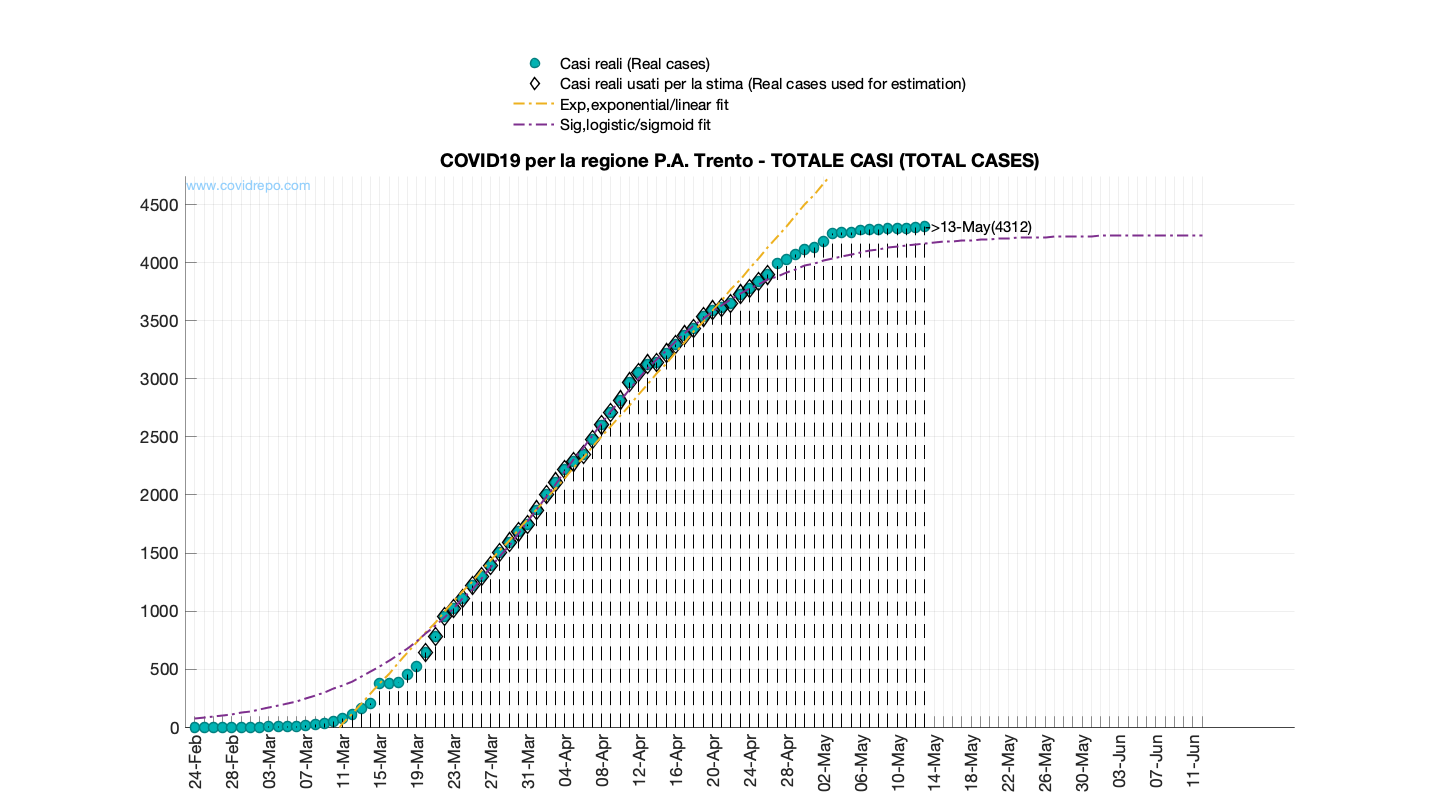 Casi reali (Real cases)
Casi reali usati per la stima (Real cases used for estimation)
Exp,exponential/linear fit
Sig,logistic/sigmoid fit
COVID19 per la regione P.A. Trento - TOTALE CASI (TOTAL CASES)
www.covidrepo.com
4500
4000
3500
3000
2500
2000
1500
1000
500
0
->13-May(4312)
24-Feb
28-Feb
03-Mar
07-Mar
11-Mar
15-Mar
19-Mar
23-Mar
27-Mar
31-Mar
04-Apr
08-Apr
12-Apr
16-Apr
20-Apr
24-Apr
28-Apr
02-May
06-May
10-May
14-May
18-May
22-May
26-May
30-May
03-Jun
07-Jun
11-Jun